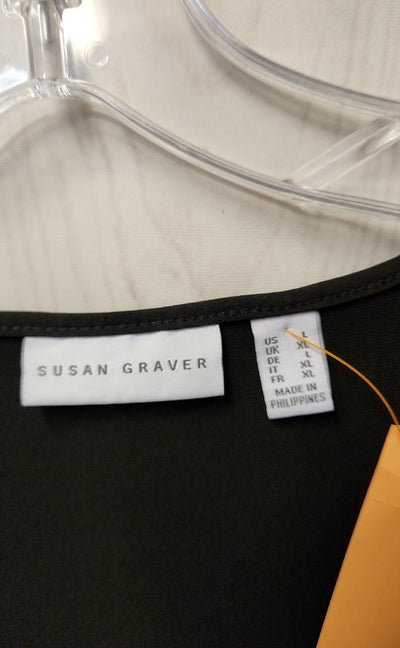 SUSAN GRAVER
US L
UK XL
DE L
IT XL
FR XL
MADE IN
PHILIPPINES